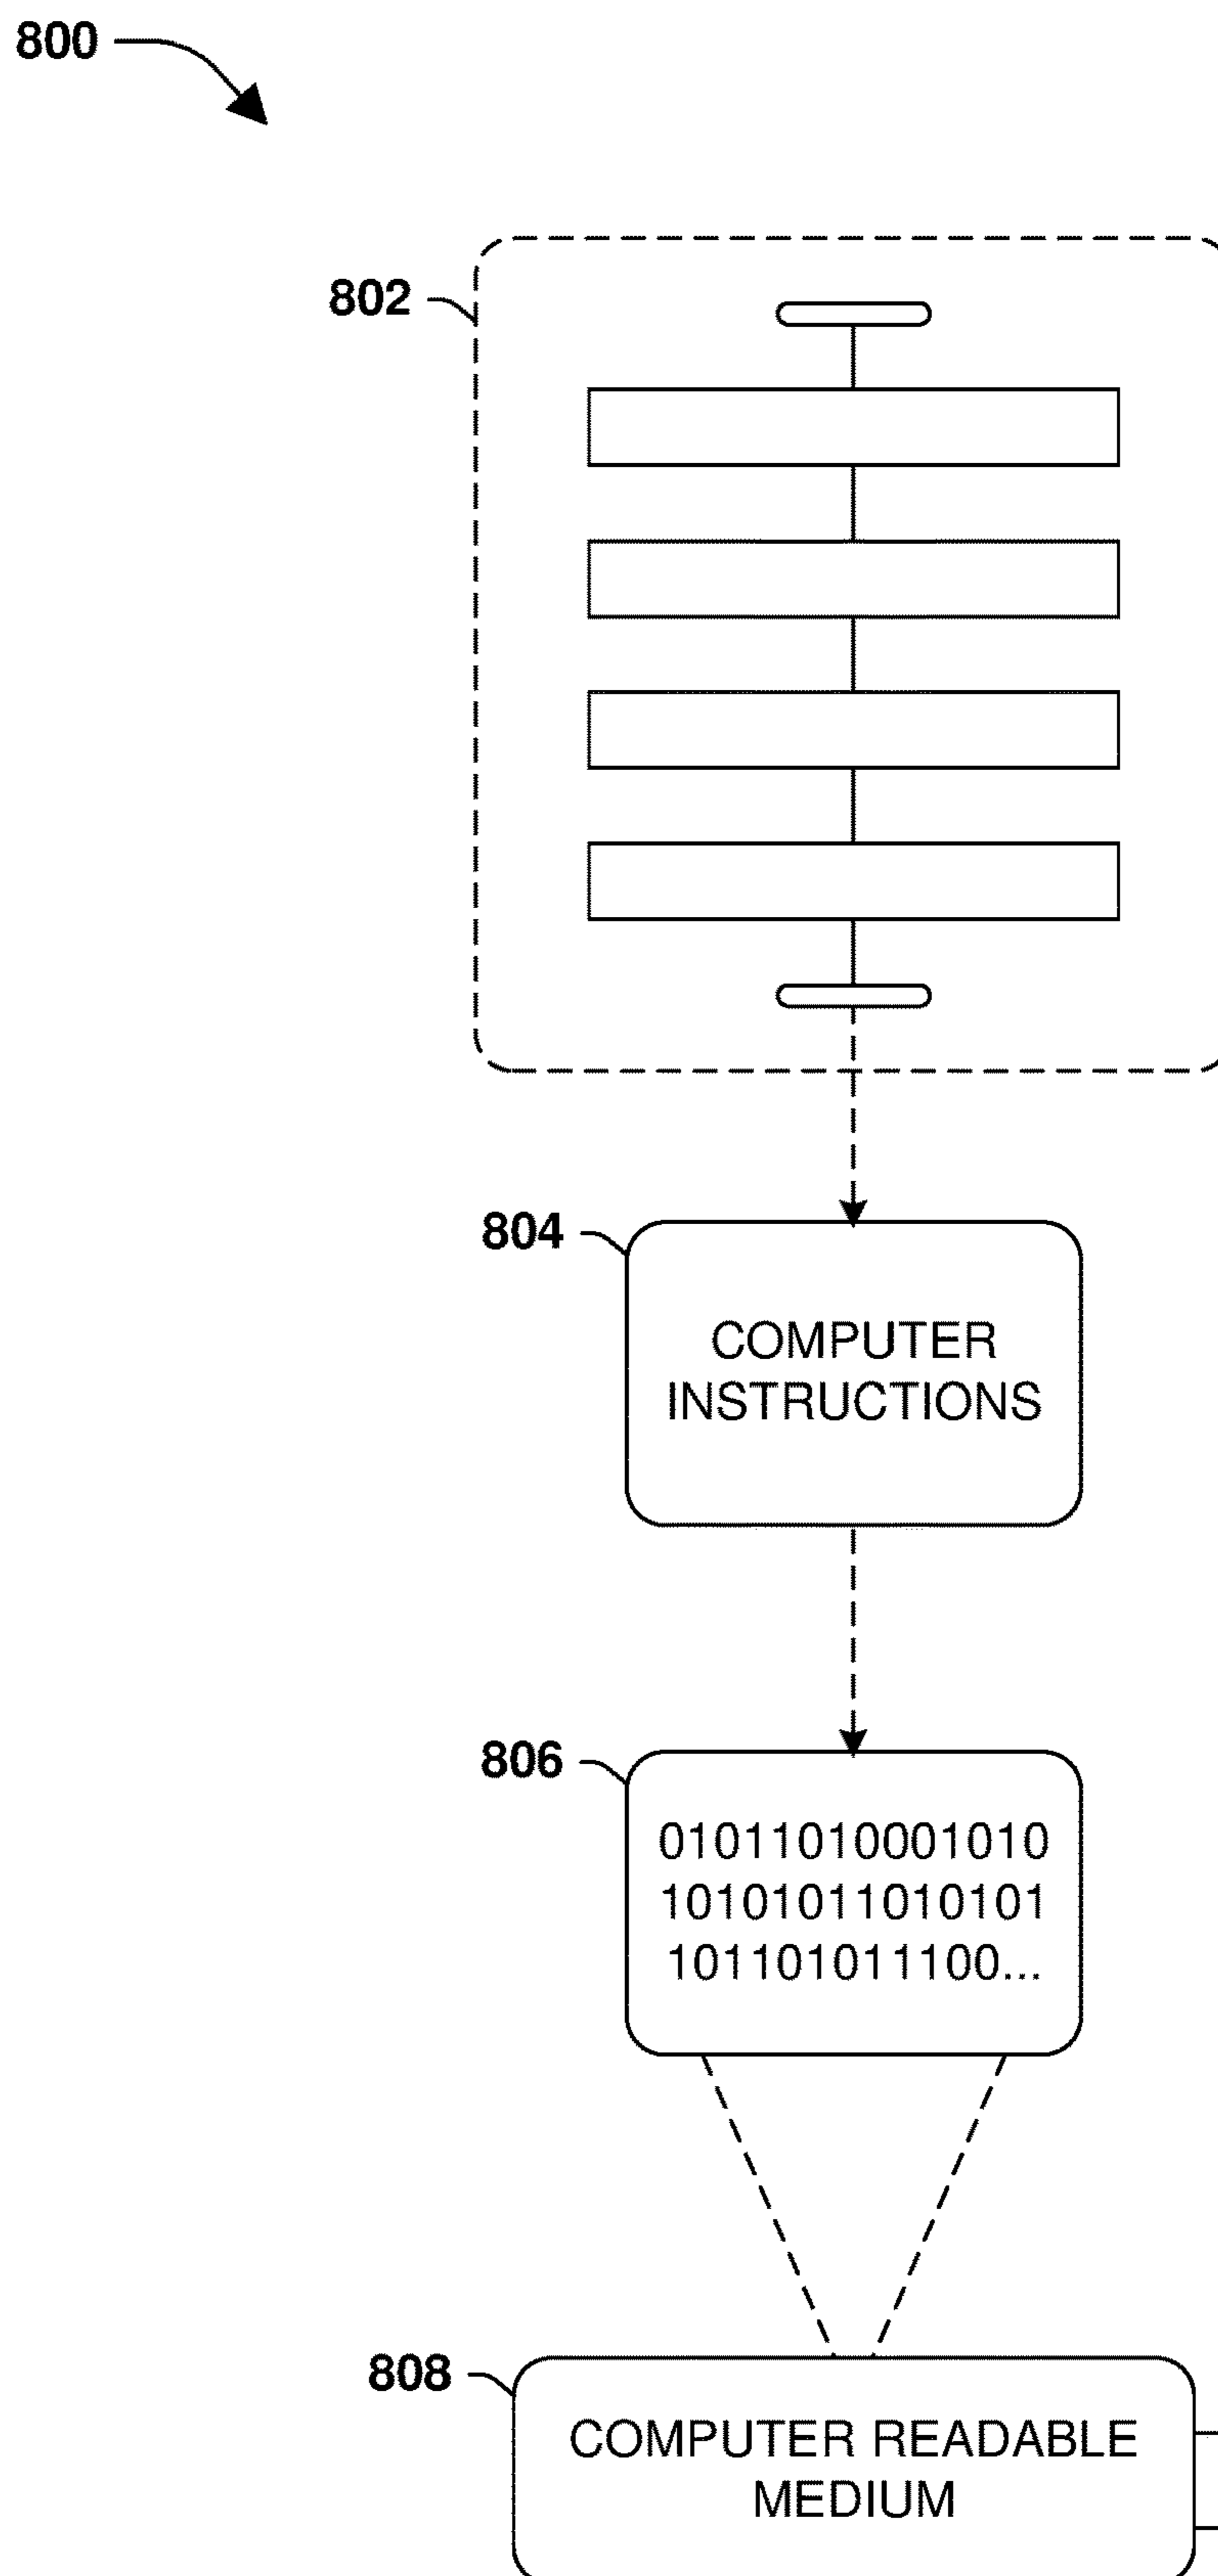 800
802
804
COMPUTER
INSTRUCTIONS
806
01011010001010
10101011010101
101101011100...
808
COMPUTER READABLE
MEDIUM